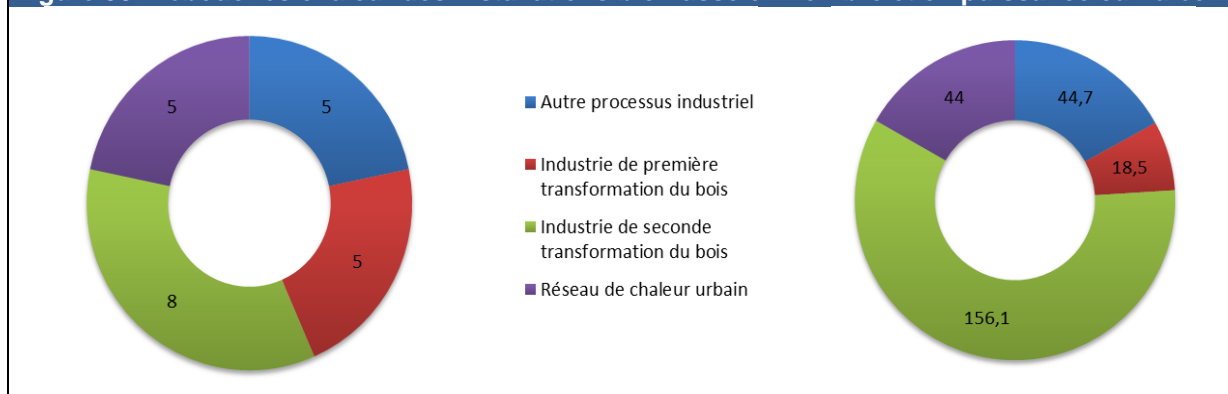 5
5
5
8
Autre processus industriel
Industrie de première
transformation du bois
Industrie de seconde
transformation du bois
Réseau de chaleur urbain
44
44,7
18,5
156,1